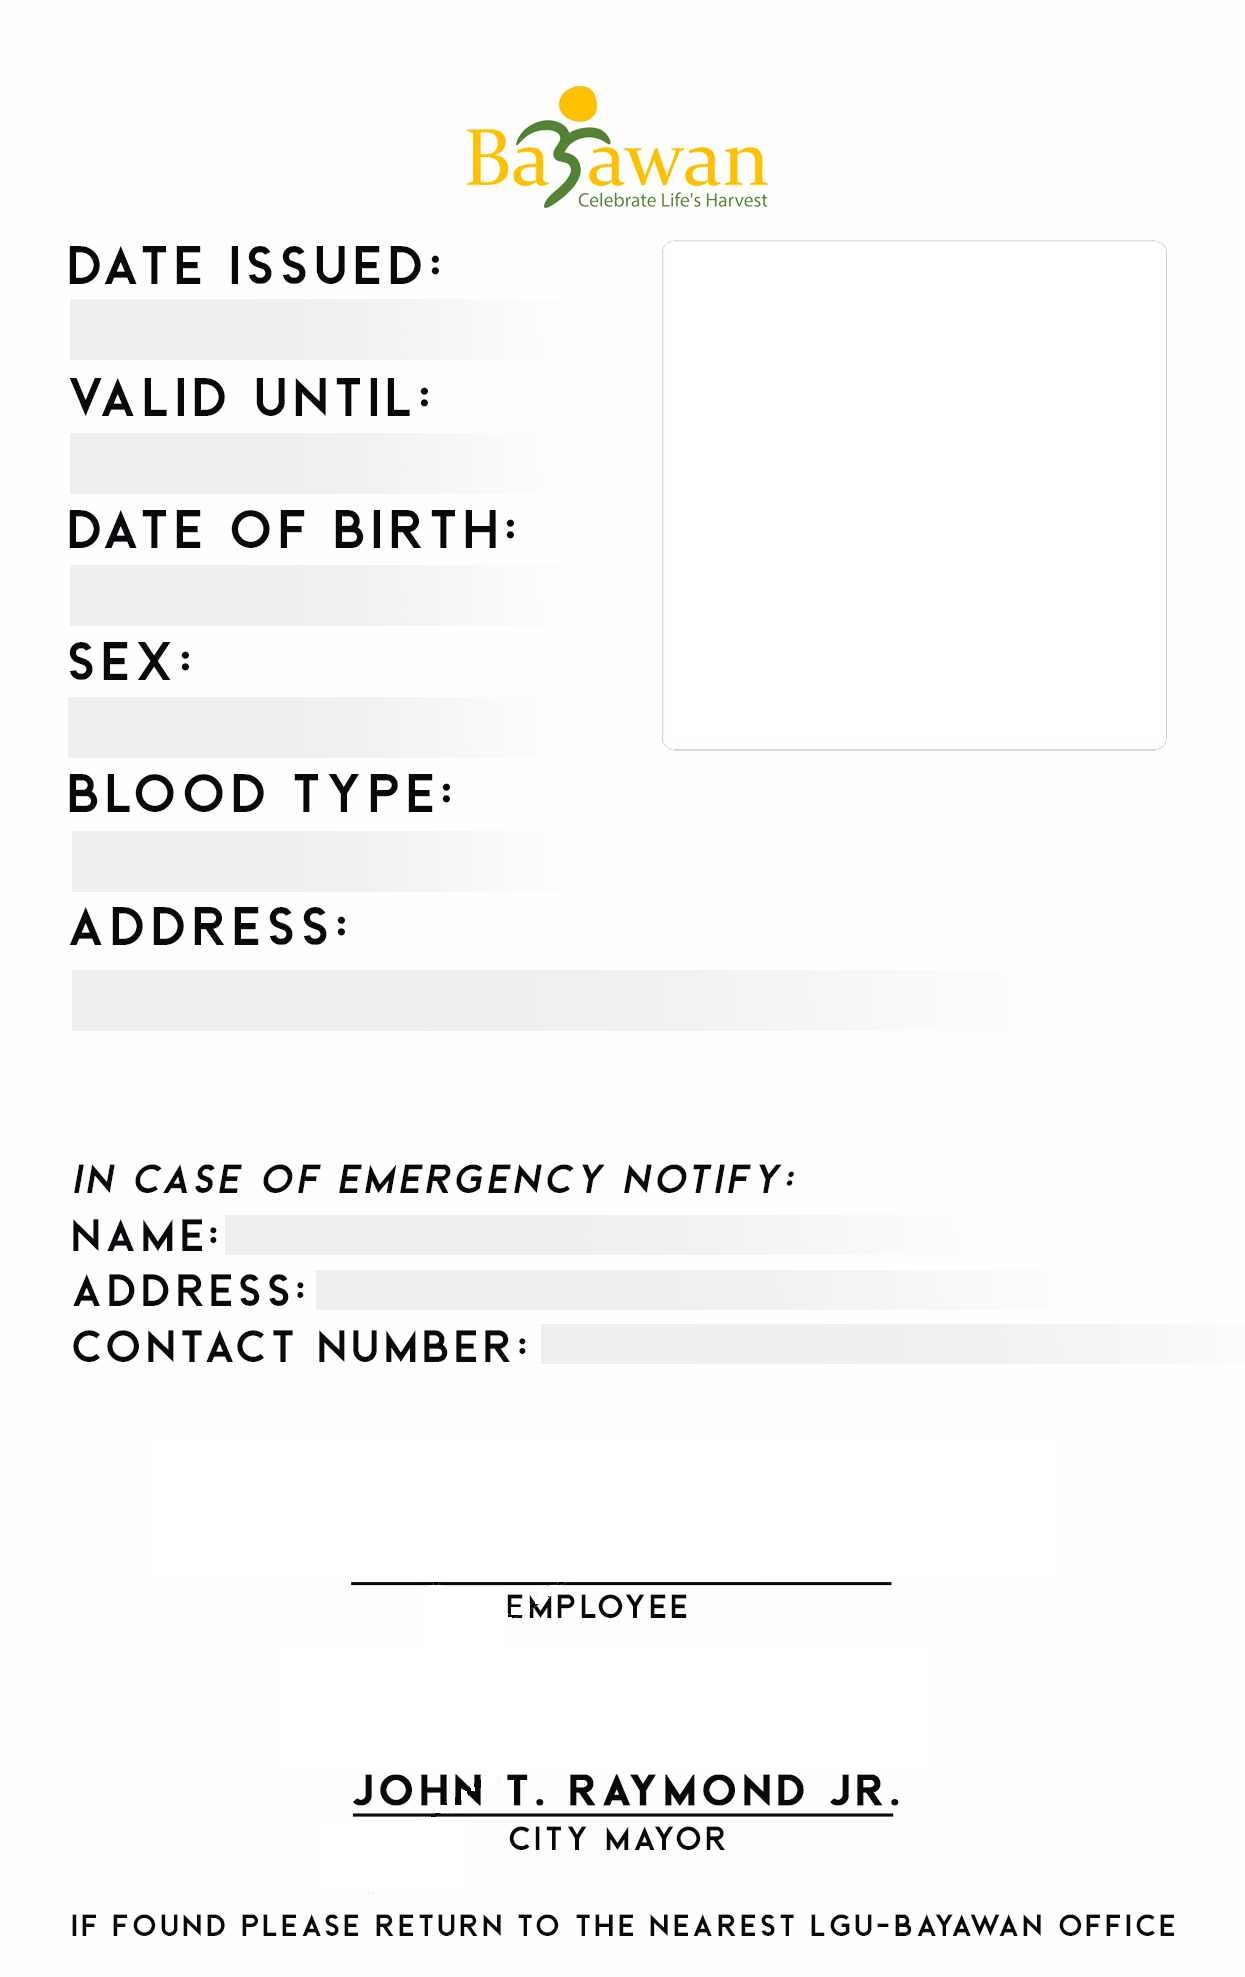 Bayawan
Celebrate Life's Harvest
DATE ISSUED:
VALID UNTIL:
DATE OF BIRTH:
SEX:
BLOOD TYPE:
ADDRESS:
IN CASE OF EMERGENCY NOTIFY:
NAME:
ADDRESS:
CONTACT NUMBER:
EMPLOYEE
JOHN T. RAYMOND JR.
CITY MAYOR
IF FOUND PLEASE RETURN TO THE NEAREST LGU-BAYAWAN OFFICE